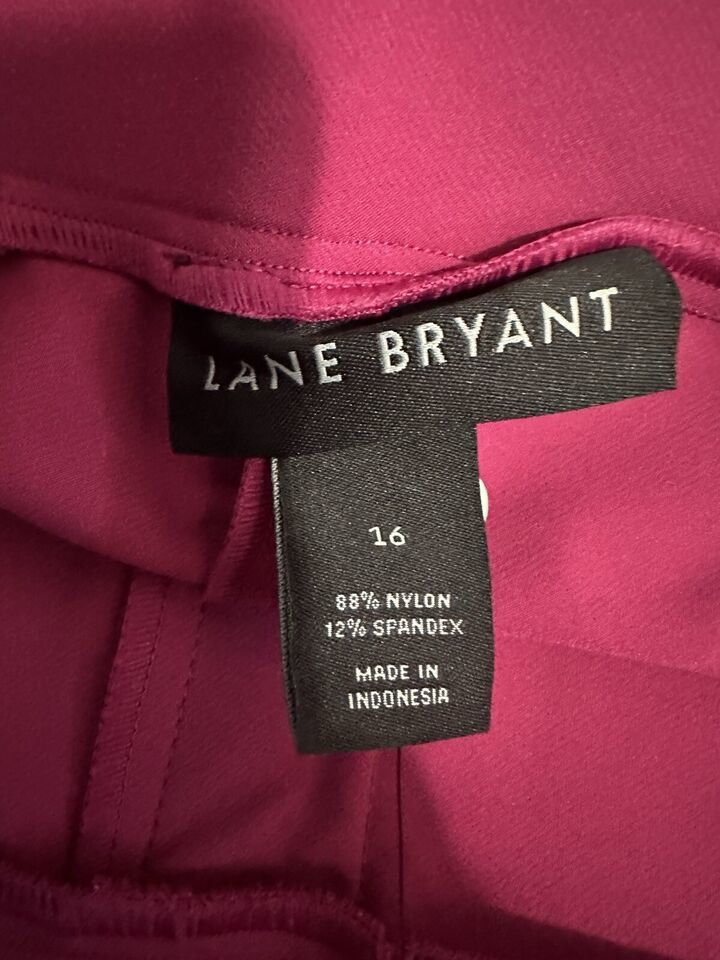 LANE BRYANT
16
88% NYLON
12% SPANDEX
MADE IN
INDONESIA